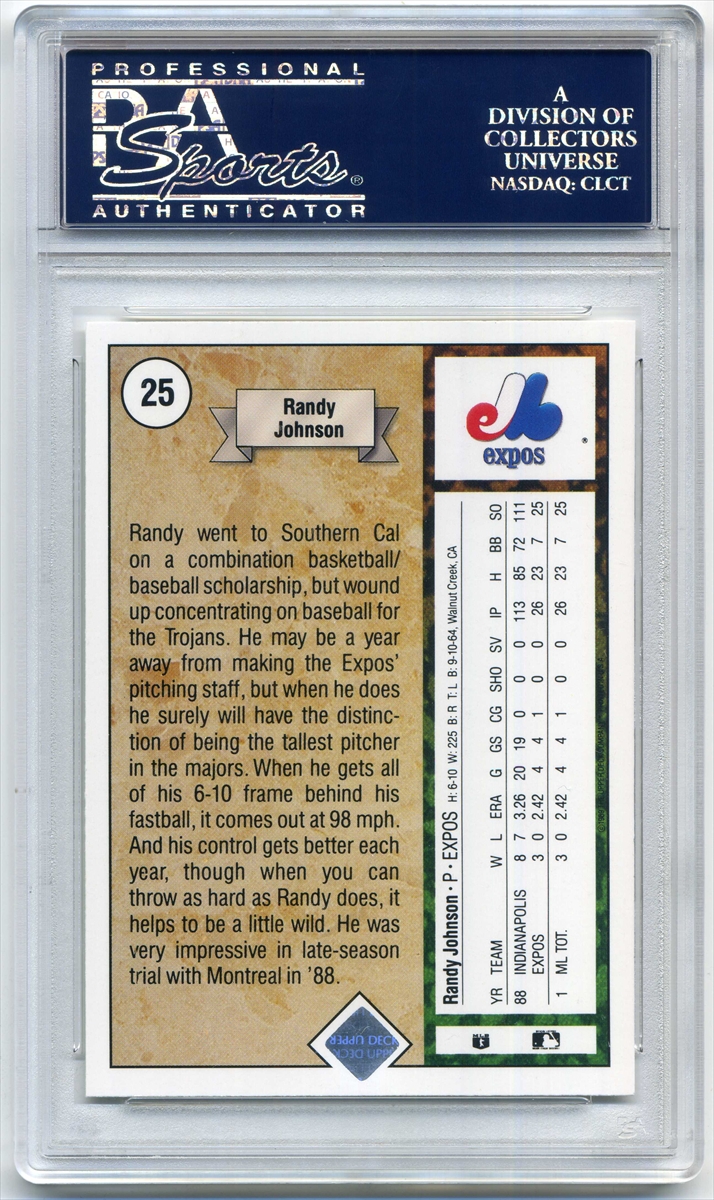 PROFESSIONAL
PSA
Sports®
AUTHENTICATOR
A
DIVISION OF
COLLECTORS
UNIVERSE
NASDAQ: CLCT
25
Randy
Johnson
Randy went to Southern Cal
on a combination basketball/
baseball scholarship, but wound
up concentrating on baseball for
the Trojans. He may be a year
away from making the Expos'
pitching staff, but when he does
he surely will have the distinc-
tion of being the tallest pitcher
in the majors. When he gets all
of his 6-10 frame behind his
fastball, it comes out at 98 mph.
And his control gets better each
year, though when you can
throw as hard as Randy does, it
helps to be a little wild. He was
very impressive in late-season
trial with Montreal in '88.
UPPER DECK
expos
®
Randy Johnson • P • EXPOS H: 6-10 W: 225 B: R T: L B: 9-10-64, Walnut Creek, CA
YR TEAM W L ERA G GS CG SHO SV IP H BB SO
88 INDIANAPOLIS 8 7 3.26 20 19 0 0 0 113 85 72 111
EXPOS 3 0 2.42 4 4 1 0 0 26 23 7 25
1 ML TOT. 3 0 2.42 4 4 1 0 0 26 23 7 25